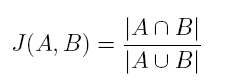 J(A, B) = |A ∩ B| / |A ∪ B|